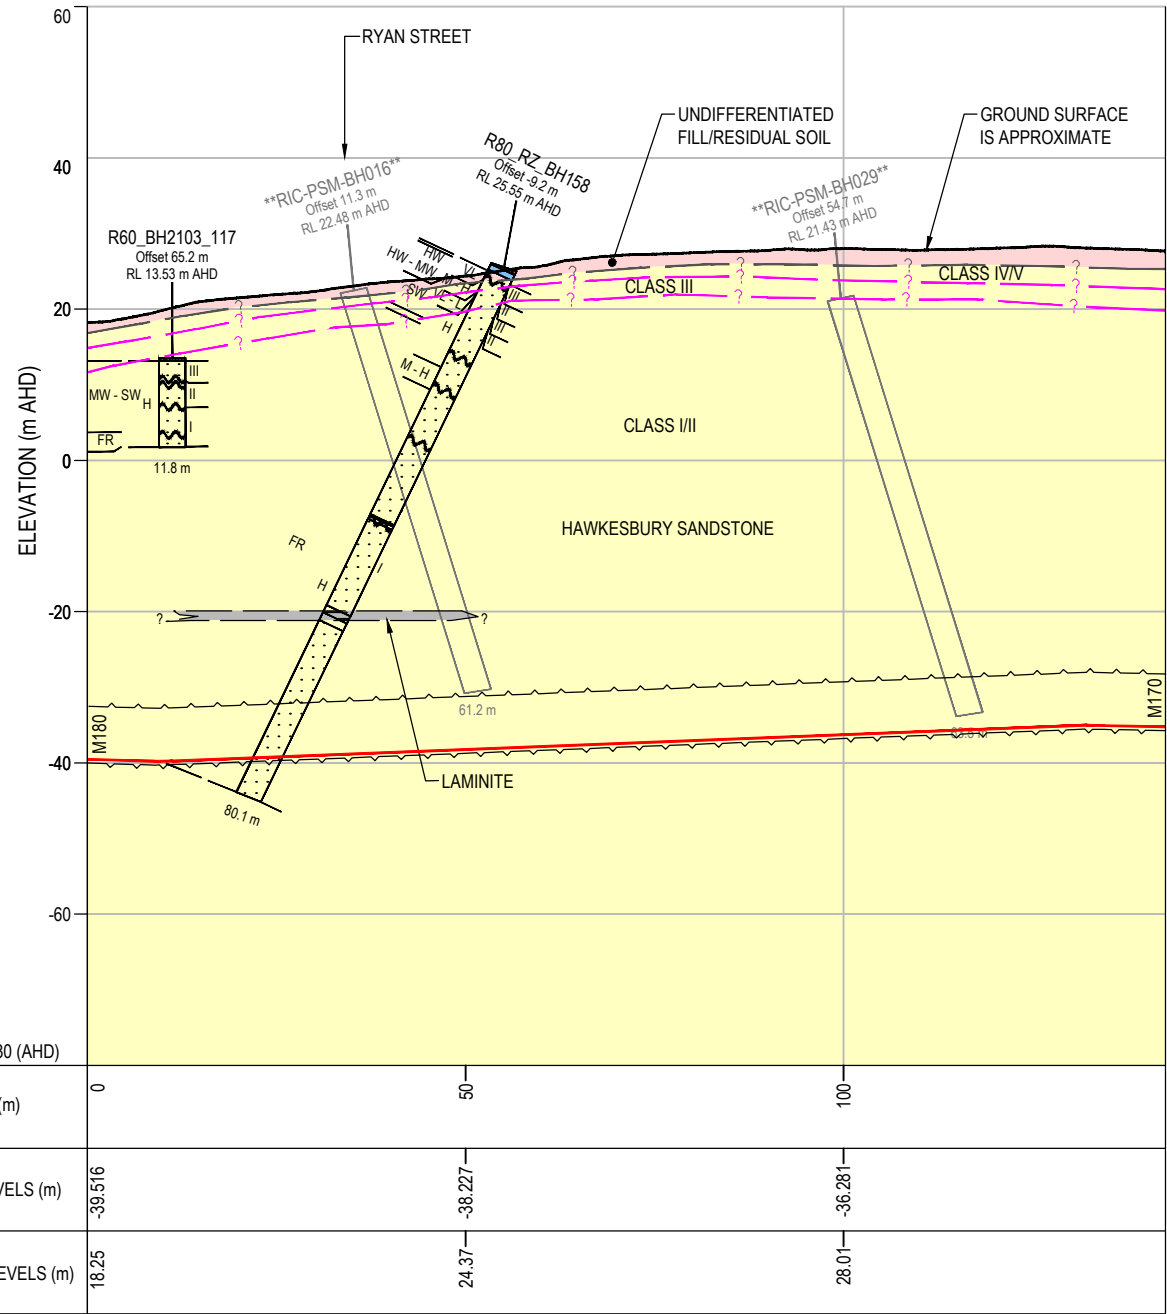 60
RYAN STREET
UNDIFFERENTIATED
FILL/RESIDUAL SOIL
GROUND SURFACE
IS APPROXIMATE
40
**RIC-PSM-BH016**
Offset 11.3 m
RL 22.48 m AHD
R80_RZ_BH158
Offset -9.2 m
RL 25.55 m AHD
**RIC-PSM-BH029**
Offset 54.7 m
RL 21.43 m AHD
R60_BH2103_117
Offset 65.2 m
RL 13.53 m AHD
HW
VL
HW - MW
CLASS IV/V
CLASS III
20
H
M - H
III
II
I
MW - SW
H
FR
11.8 m
CLASS I/II
0
ELEVATION (m AHD)
HAWKESBURY SANDSTONE
FR
H
I
-20
?
?
61.2 m
M180
M170
-40
LAMINITE
80.1 m
-60
80 (AHD)
(m)
0
50
100
VELS (m)
-39.516
-38.227
-36.281
EVELS (m)
18.25
24.37
28.01